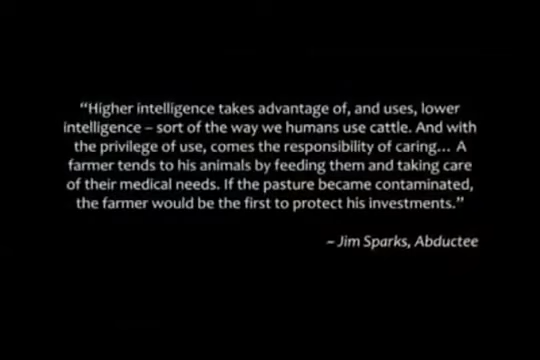 “Higher intelligence takes advantage of, and uses, lower
intelligence – sort of the way we humans use cattle. And with
the privilege of use, comes the responsibility of caring... A
farmer tends to his animals by feeding them and taking care
of their medical needs. If the pasture became contaminated,
the farmer would be the first to protect his investments.”
~ Jim Sparks, Abductee